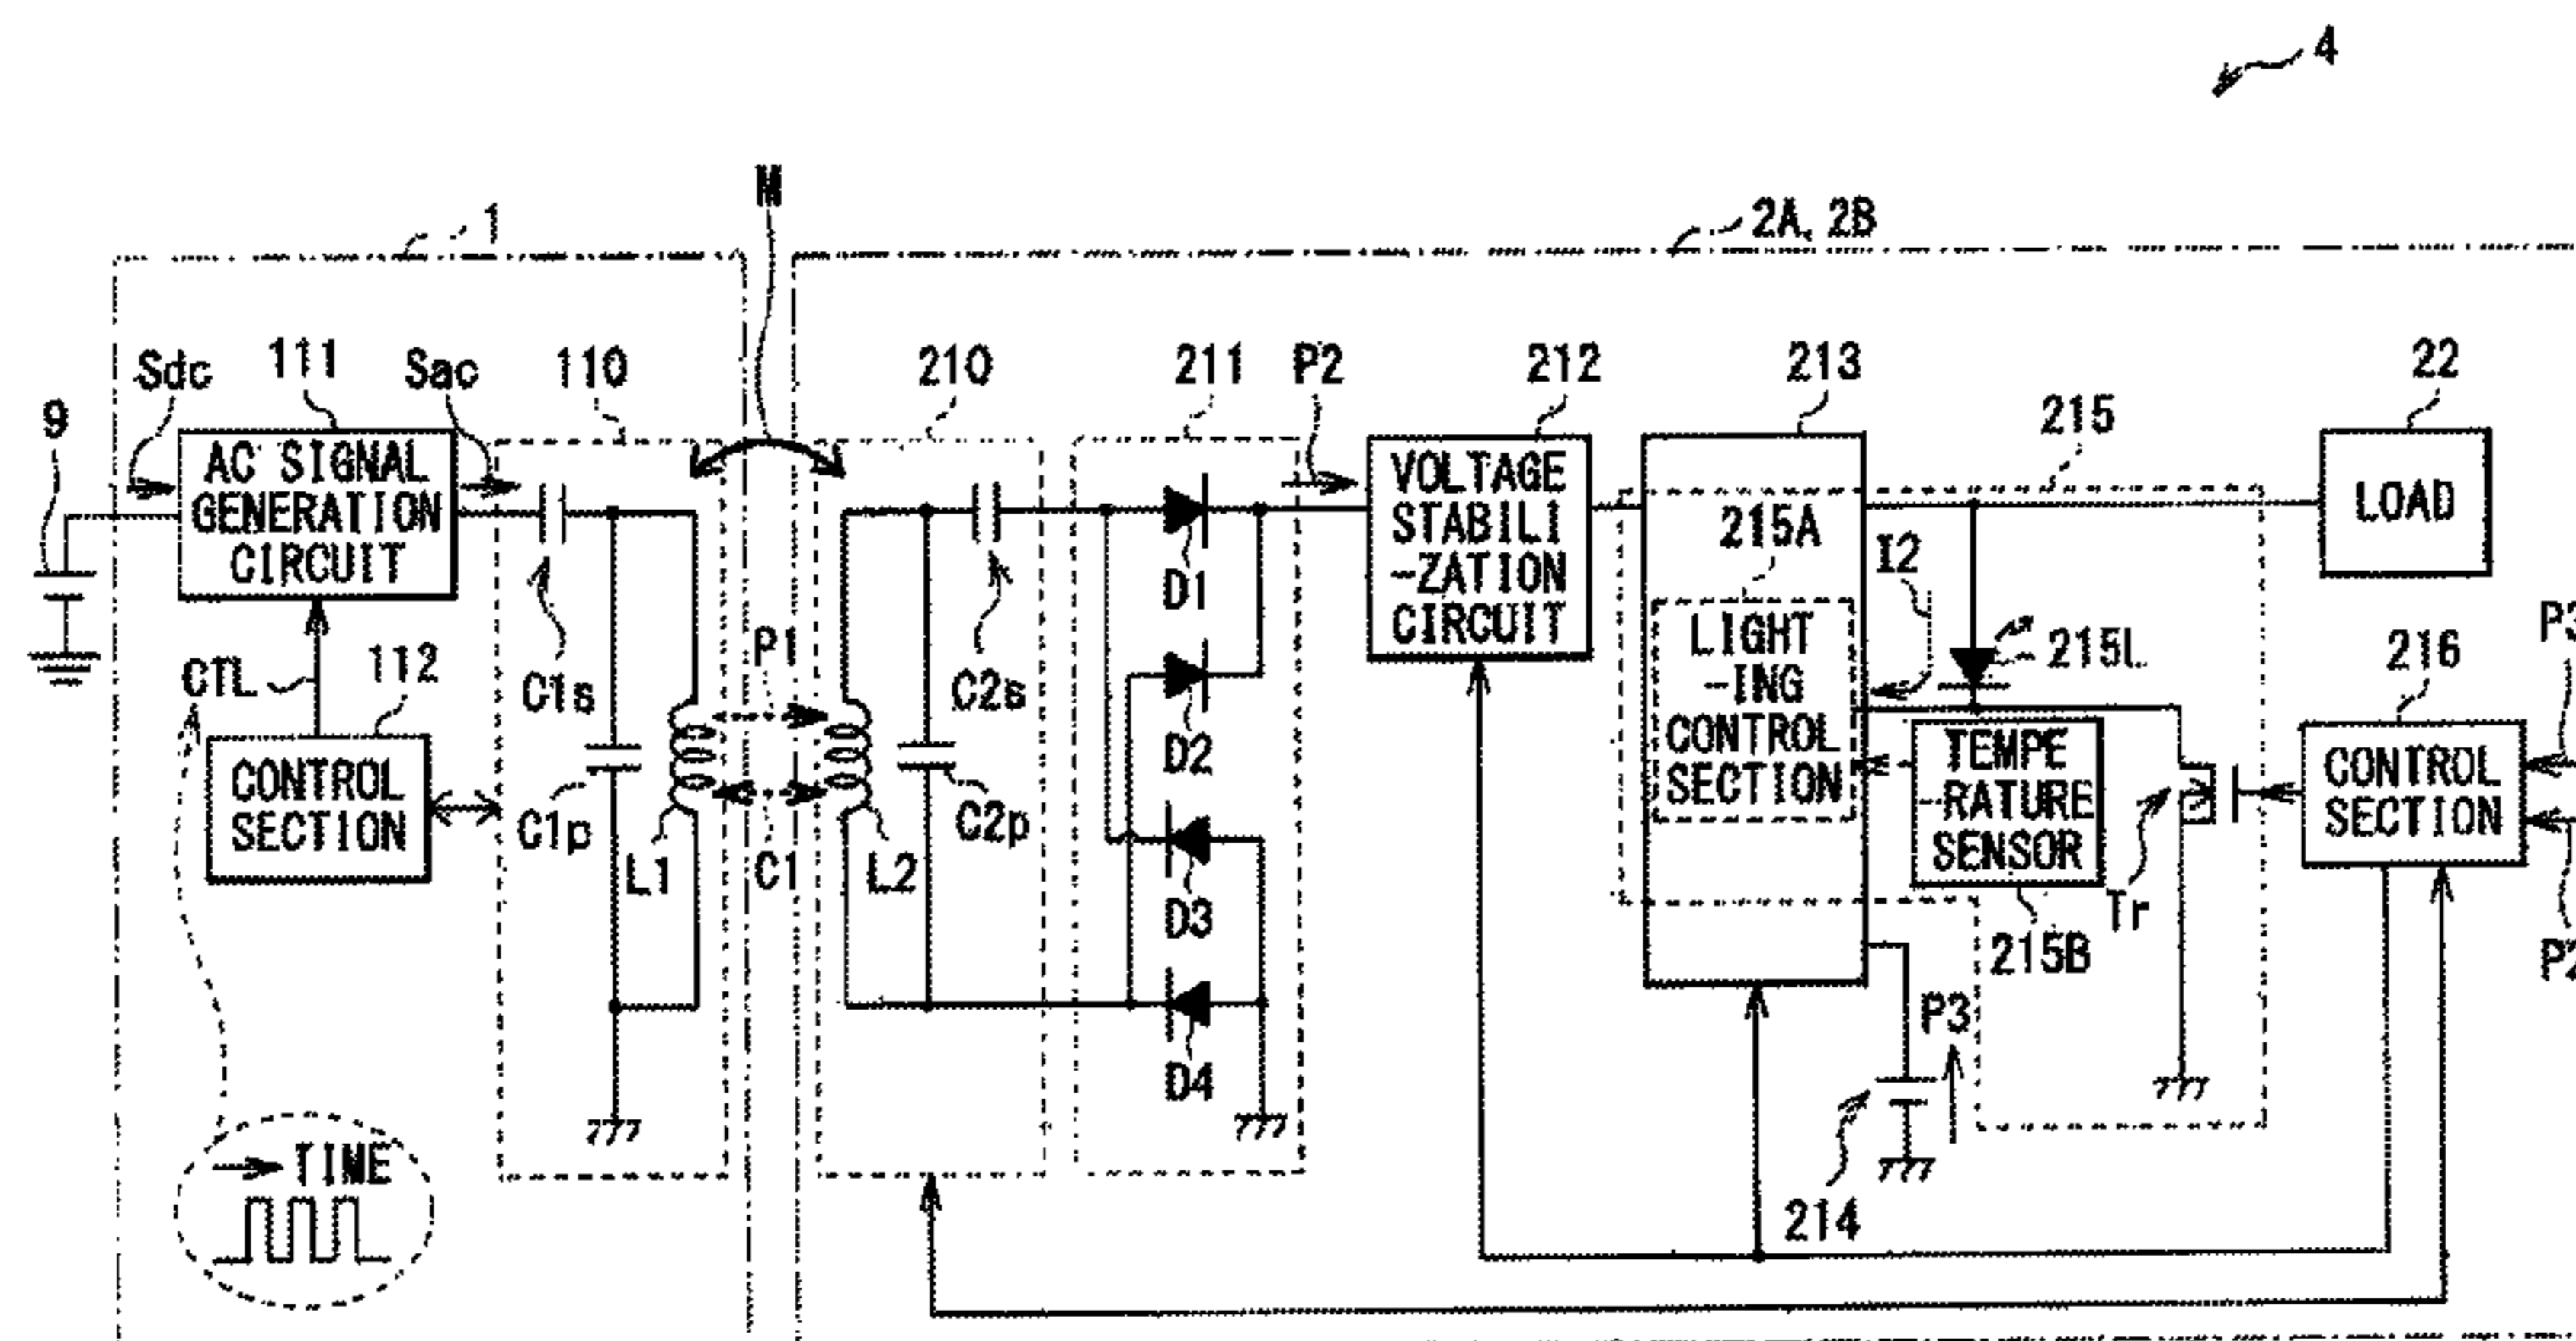 4
M
1
2A, 2B
Sdc
111
Sac
110
210
211
P2
212
213
215
22
9
AC SIGNAL
GENERATION
CIRCUIT
VOLTAGE
STABILI
-ZATION
CIRCUIT
215A
I2
LOAD
LIGHT
-ING
CONTROL
SECTION
D1
CTL
112
C1s
P1
C2s
D2
215L
216
P3
CONTROL
SECTION
C1p
L1
C1
L2
C2p
D3
TEMPE
-RATURE
SENSOR
215B
Tr
CONTROL
SECTION
P2
D4
P3
214
TIME